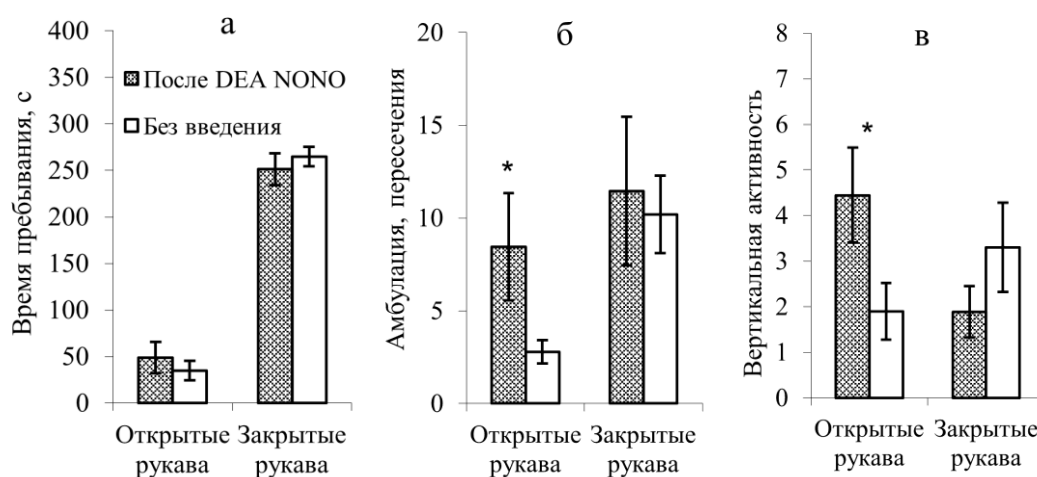 а
Время пребывания, с
400
350
300
250
200
150
100
50
0
После DEA NONO
Без введения
Открытые
рукава
Закрытые
рукава
б
Амбулация, пересечения
20
15
10
5
0
*
Открытые
рукава
Закрытые
рукава
в
Вертикальная активность
8
7
6
5
4
3
2
1
0
*
Открытые
рукава
Закрытые
рукава